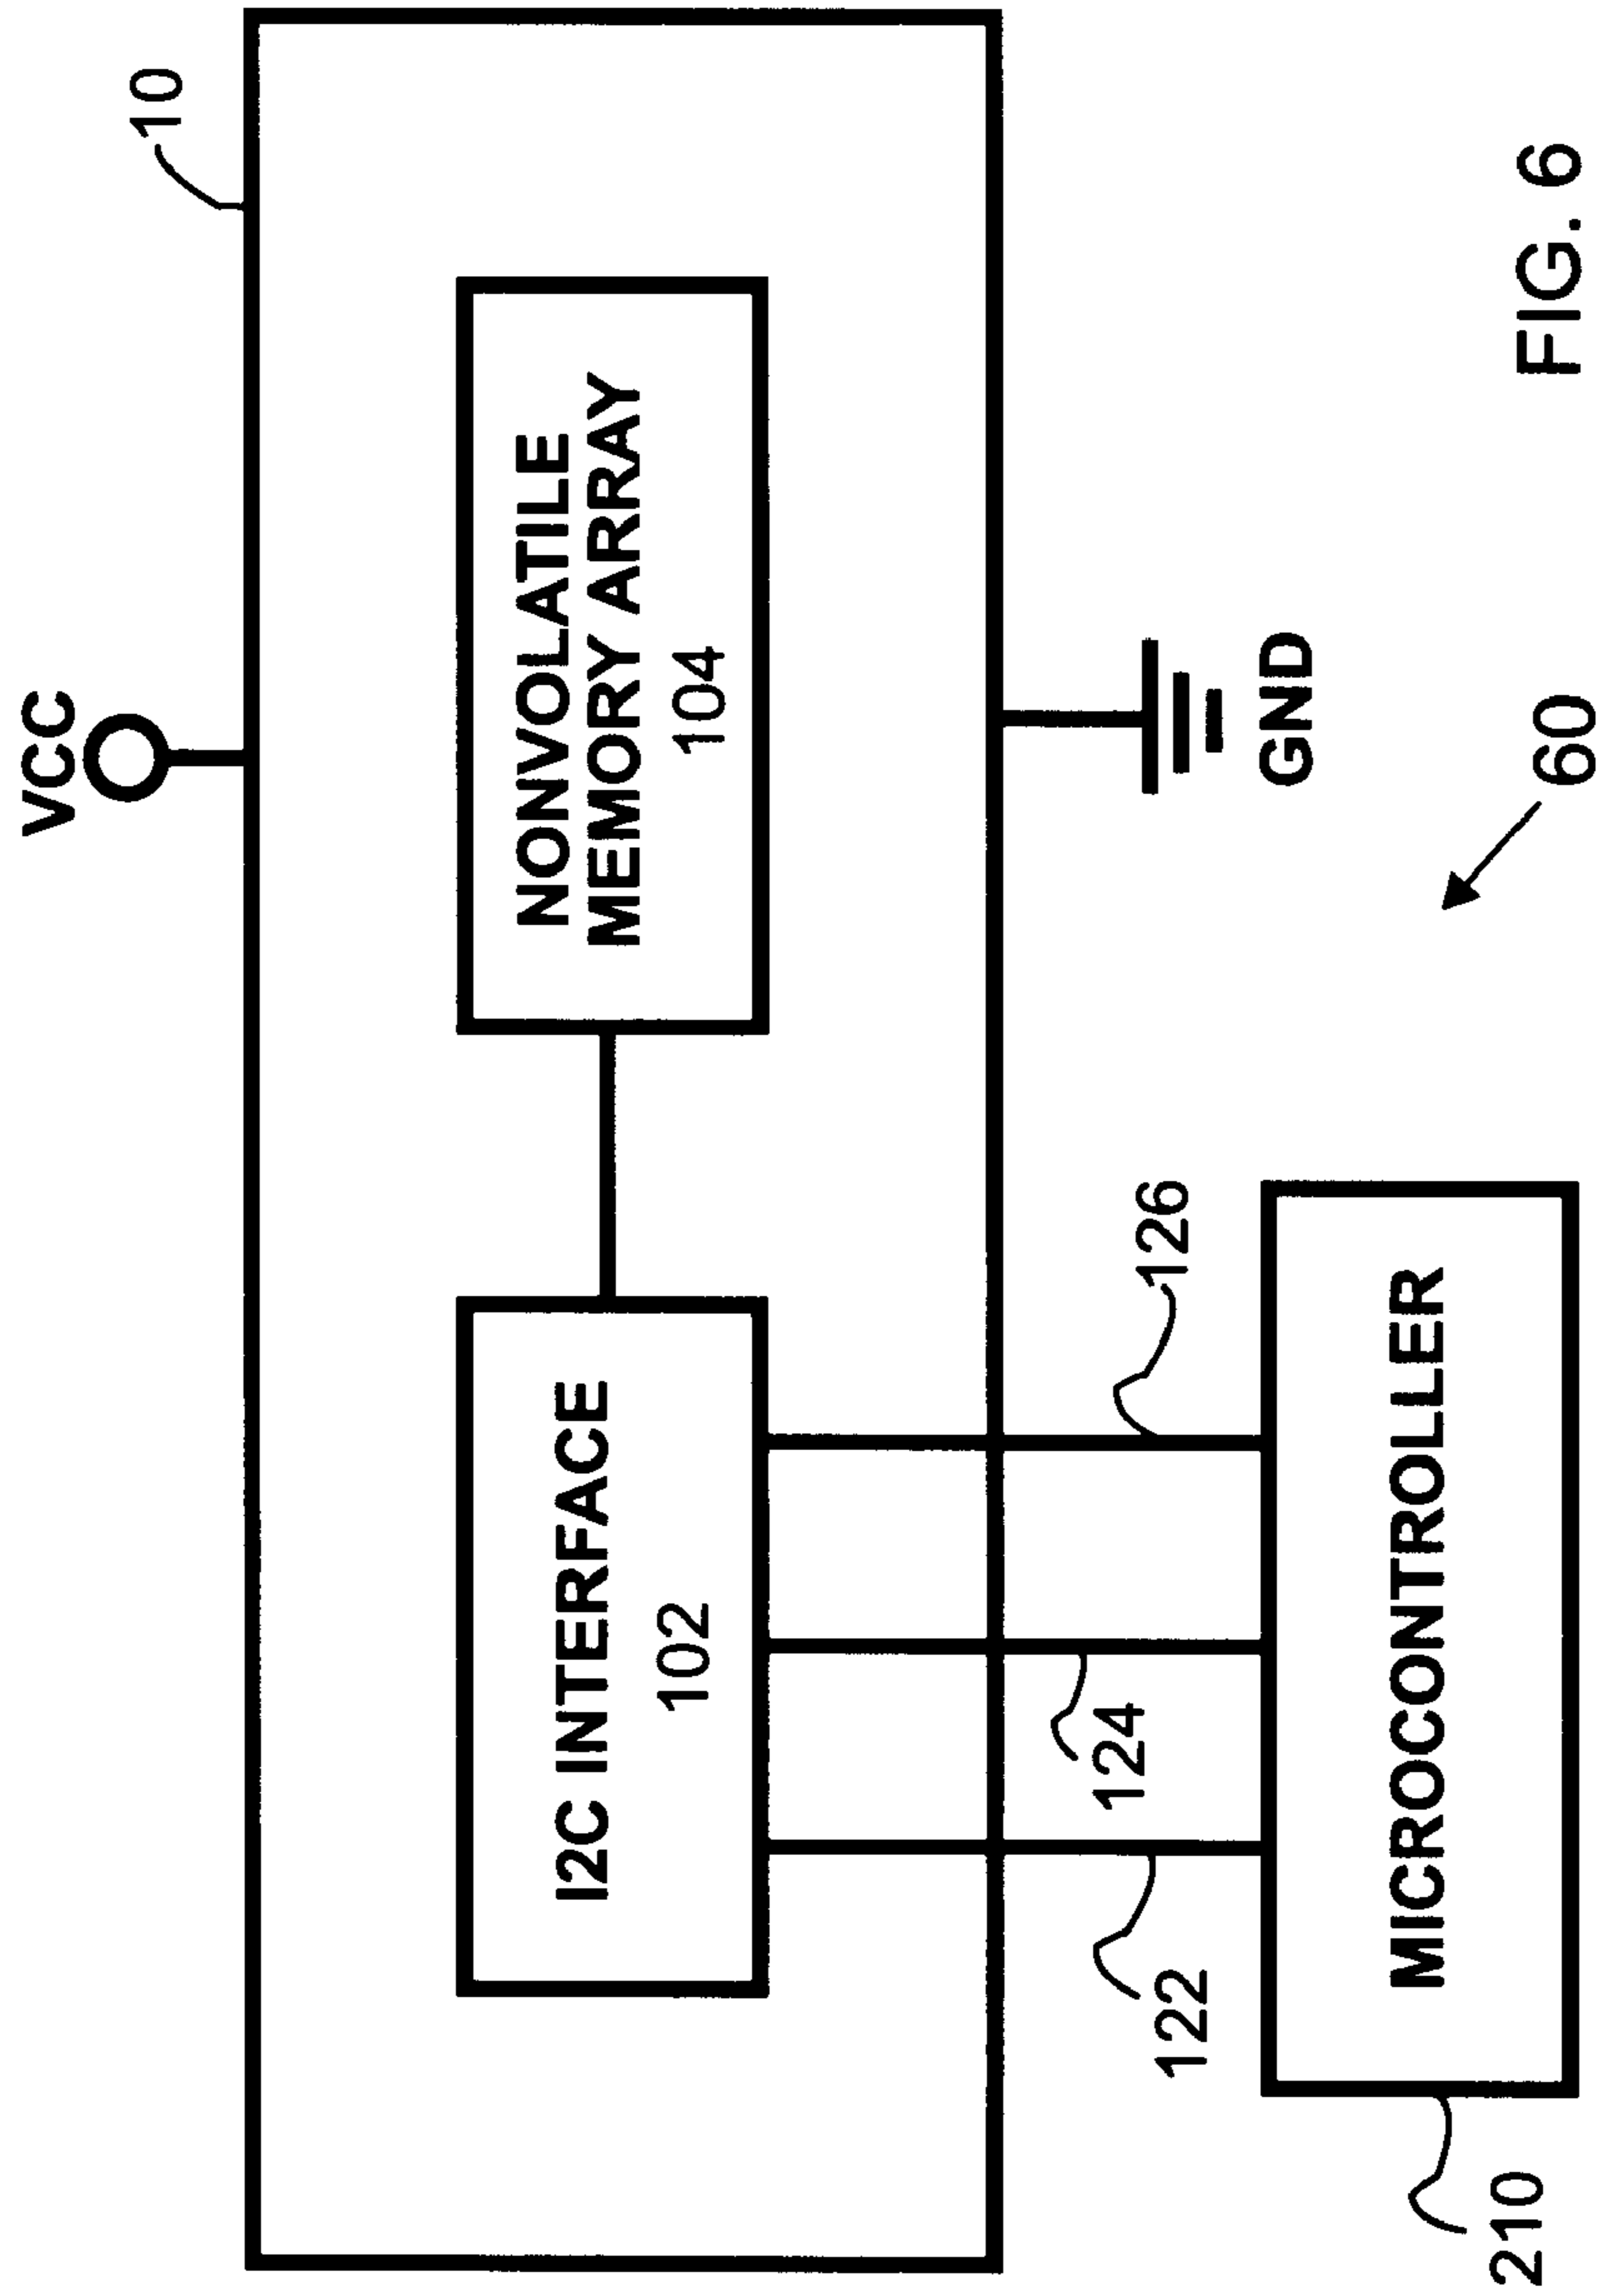 VCC
10
I2C INTERFACE
102
NONVOLATILE
MEMORY ARRAY
104
122
124
126
GND
210
MICROCONTROLLER
60
FIG. 6